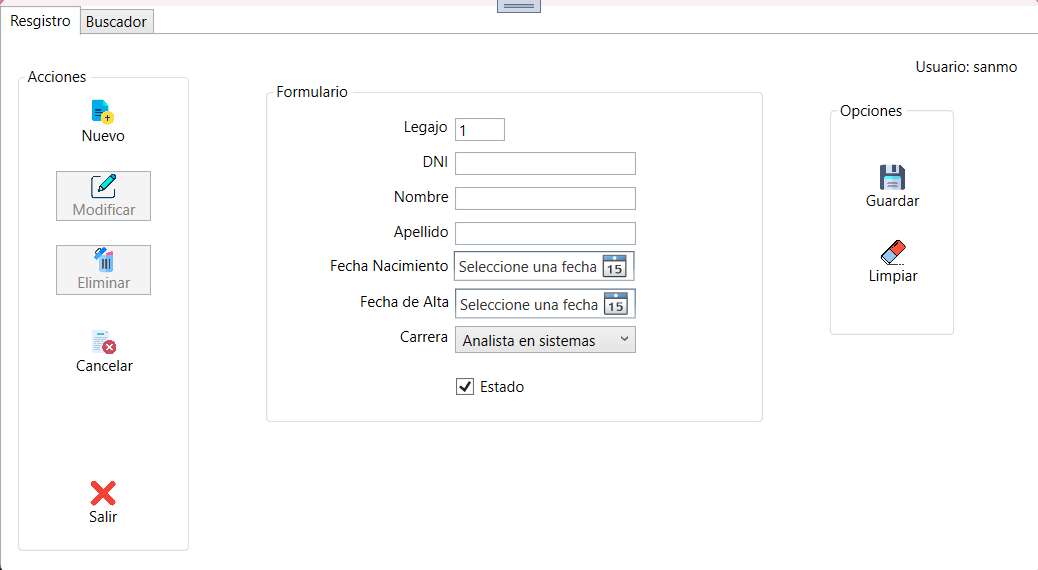 Resgistro
Buscador
Usuario: sanmo
Acciones
Nuevo
Modificar
Eliminar
Cancelar
Salir
Formulario
Legajo 1
DNI
Nombre
Apellido
Fecha Nacimiento Seleccione una fecha 15
Fecha de Alta Seleccione una fecha 15
Carrera Analista en sistemas
Estado
Opciones
Guardar
Limpiar